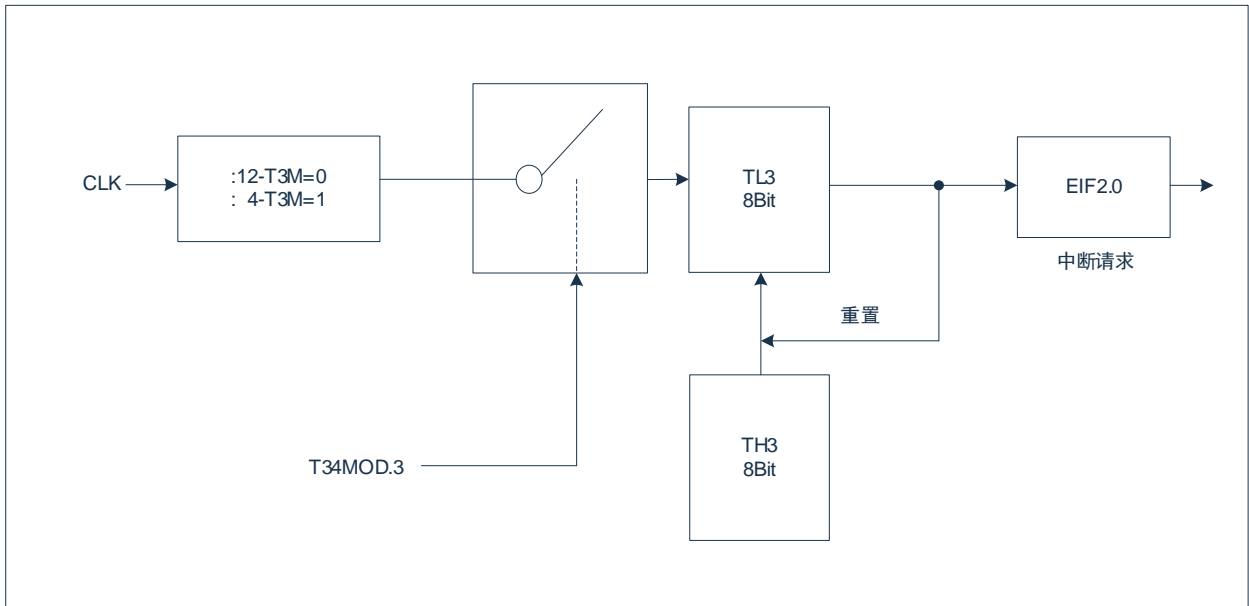 CLK
:12-T3M=0
: 4-T3M=1
TL3
8Bit
EIF2.0
中断请求
重置
TH3
8Bit
T34MOD.3